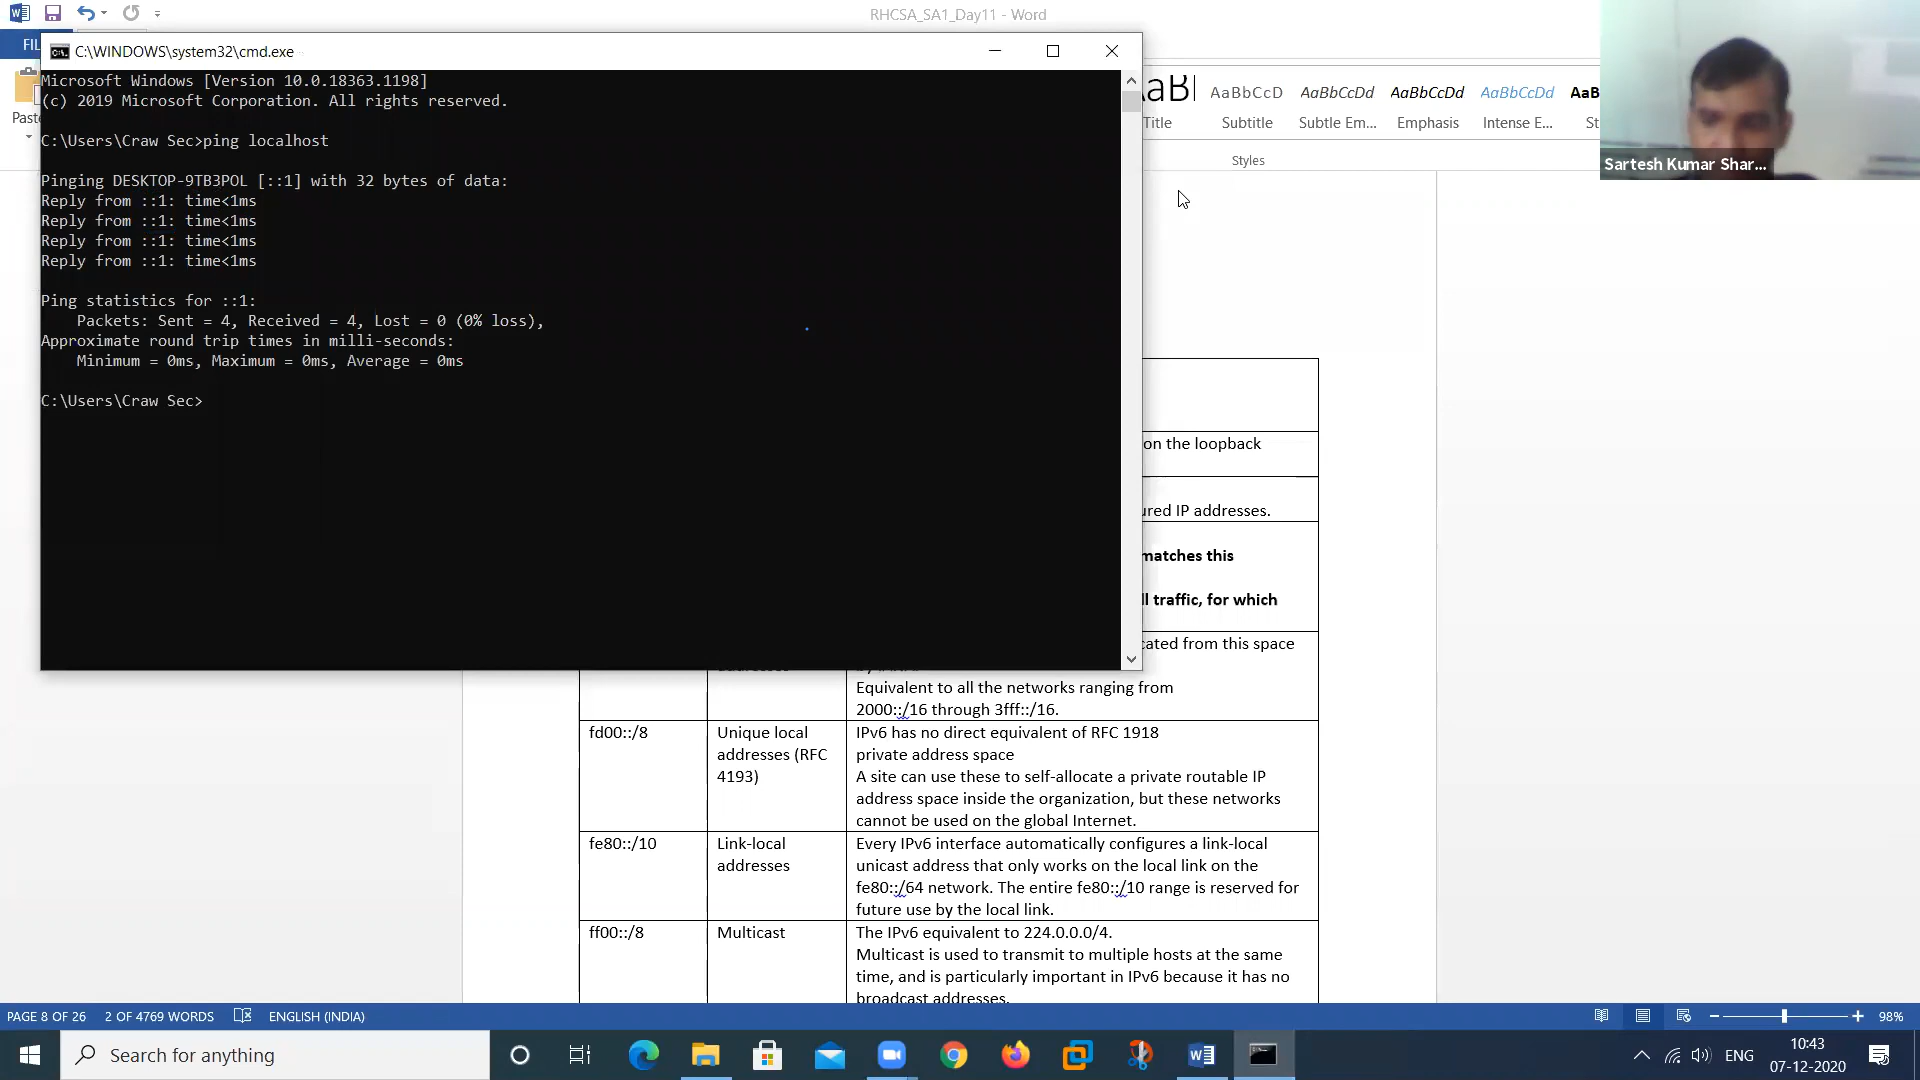 RHCSA_SA1_Day11 - Word
FIL
C:\WINDOWS\system32\cmd.exe
Microsoft Windows [Version 10.0.18363.1198]
(c) 2019 Microsoft Corporation. All rights reserved.
C:\Users\Craw Sec>ping localhost
Pinging DESKTOP-9TB3POL [::1] with 32 bytes of data:
Reply from ::1: time<1ms
Reply from ::1: time<1ms
Reply from ::1: time<1ms
Reply from ::1: time<1ms
Ping statistics for ::1:
Packets: Sent = 4, Received = 4, Lost = 0 (0% loss),
Approximate round trip times in milli-seconds:
Minimum = 0ms, Maximum = 0ms, Average = 0ms
C:\Users\Craw Sec>
Paste
AaB AaBbCcD AaBbCcDd AaBbCcDd AaBbCcDd AaB
Title Subtitle Subtle Em... Emphasis Intense E... St
Styles
Sartesh Kumar Shar...
on the loopback
ured IP addresses.
matches this
ll traffic, for which
cated from this space
Equivalent to all the networks ranging from
2000::/16 through 3fff::/16.
fd00::/8
Unique local
addresses (RFC
4193)
IPv6 has no direct equivalent of RFC 1918
private address space
A site can use these to self-allocate a private routable IP
address space inside the organization, but these networks
cannot be used on the global Internet.
fe80::/10
Link-local
addresses
Every IPv6 interface automatically configures a link-local
unicast address that only works on the local link on the
fe80::/64 network. The entire fe80::/10 range is reserved for
future use by the local link.
ff00::/8
Multicast
The IPv6 equivalent to 224.0.0.0/4.
Multicast is used to transmit to multiple hosts at the same
time, and is particularly important in IPv6 because it has no
broadcast addresses.
PAGE 8 OF 26 2 OF 4769 WORDS ENGLISH (INDIA)
98%
Search for anything
ENG
10:43
07-12-2020